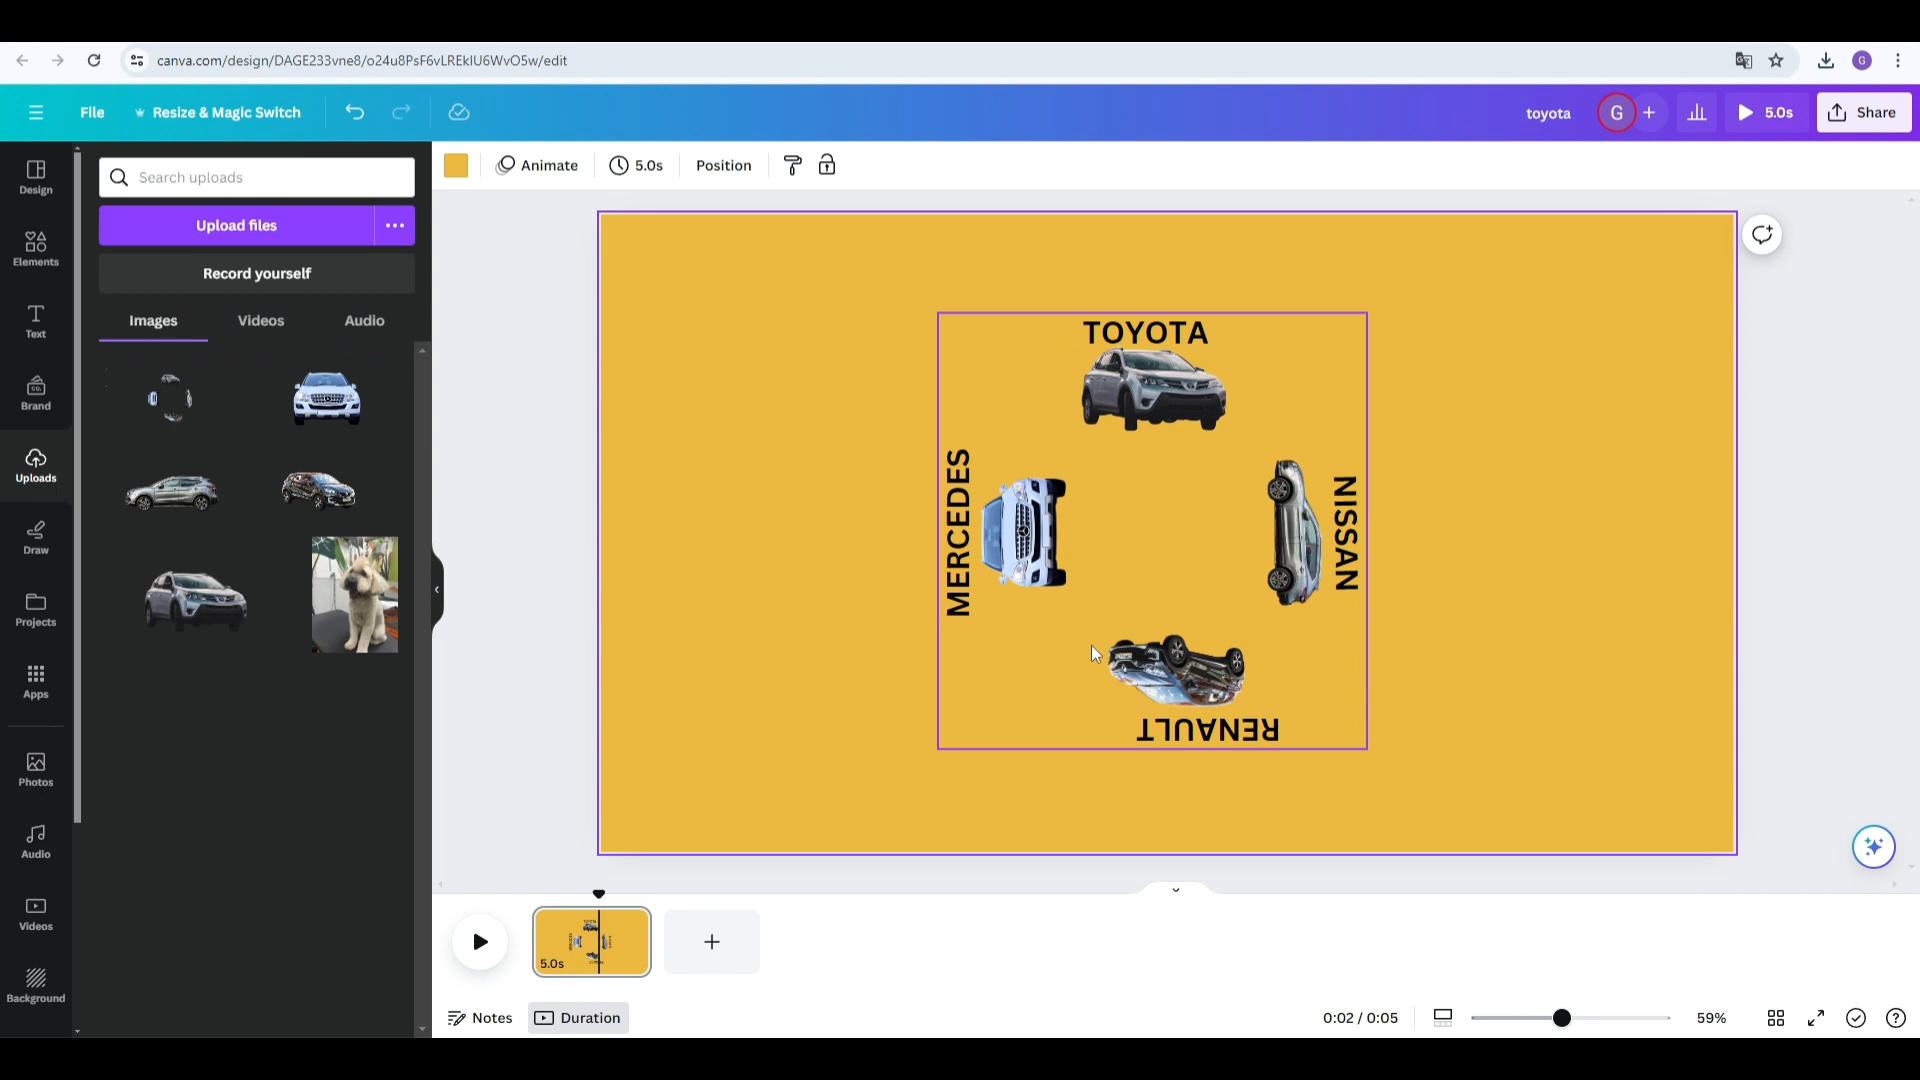 canva.com/design/DAGE233vne8/o24u8PsF6vLREkIU6WvO5w/edit
G
File
Resize & Magic Switch
toyota
G
+
5.0s
Share
Design
Elements
Text
Brand
Uploads
Draw
Projects
Apps
Photos
Audio
Videos
Background
Search uploads
Upload files
Record yourself
Images
Videos
Audio
Animate
5.0s
Position
TOYOTA
MERCEDES
NISSAN
RENAULT
5.0s
Notes
Duration
0:02 / 0:05
59%